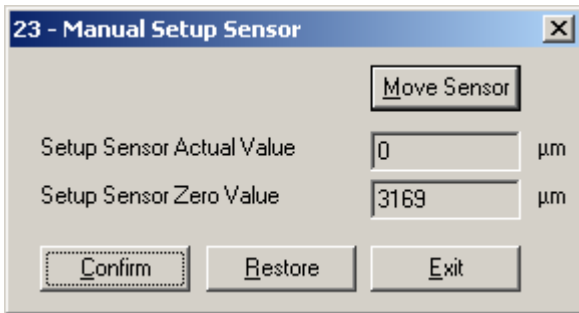 23 - Manual Setup Sensor
Move Sensor
Setup Sensor Actual Value 0 µm
Setup Sensor Zero Value 3169 µm
Confirm Restore Exit